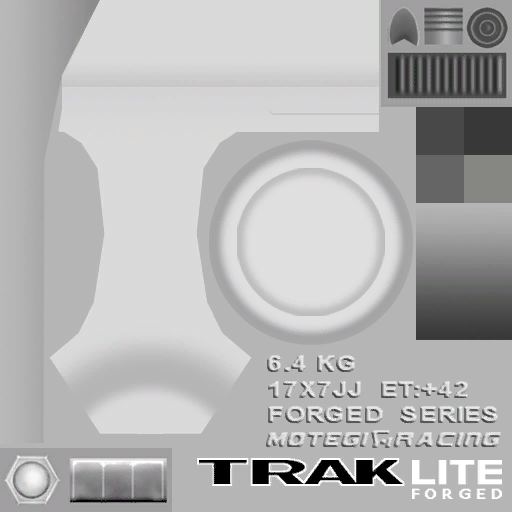 6.4 KG
17X7JJ ET:+42
FORGED SERIES
MOTEGI RACING
TRAK LITE
FORGED